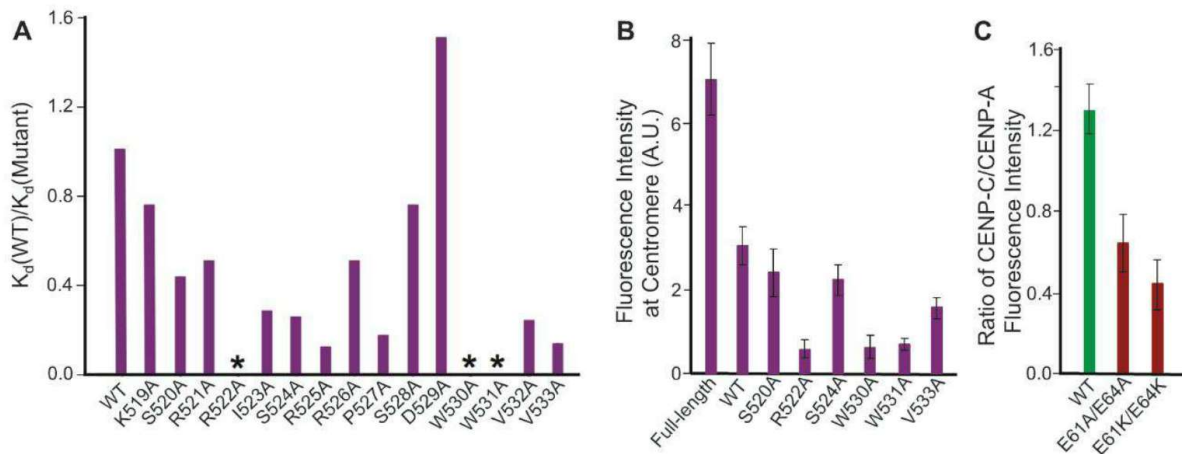 A
K_d(WT)/K_d(Mutant)
1.6
1.2
0.8
0.4
0.0
*
*
*
WT
K519A
S520A
R521A
R522A
I523A
S524A
R525A
R526A
P527A
S528A
D529A
W530A
W531A
V532A
V533A
B
Fluorescence Intensity
at Centromere (A.U.)
8
6
4
2
0
Full-length
WT
S520A
R522A
S524A
W530A
W531A
V533A
C
Ratio of CENP-C/CENP-A
Fluorescence Intensity
1.6
1.2
0.8
0.4
0.0
WT
E61A/E64A
E61K/E64K